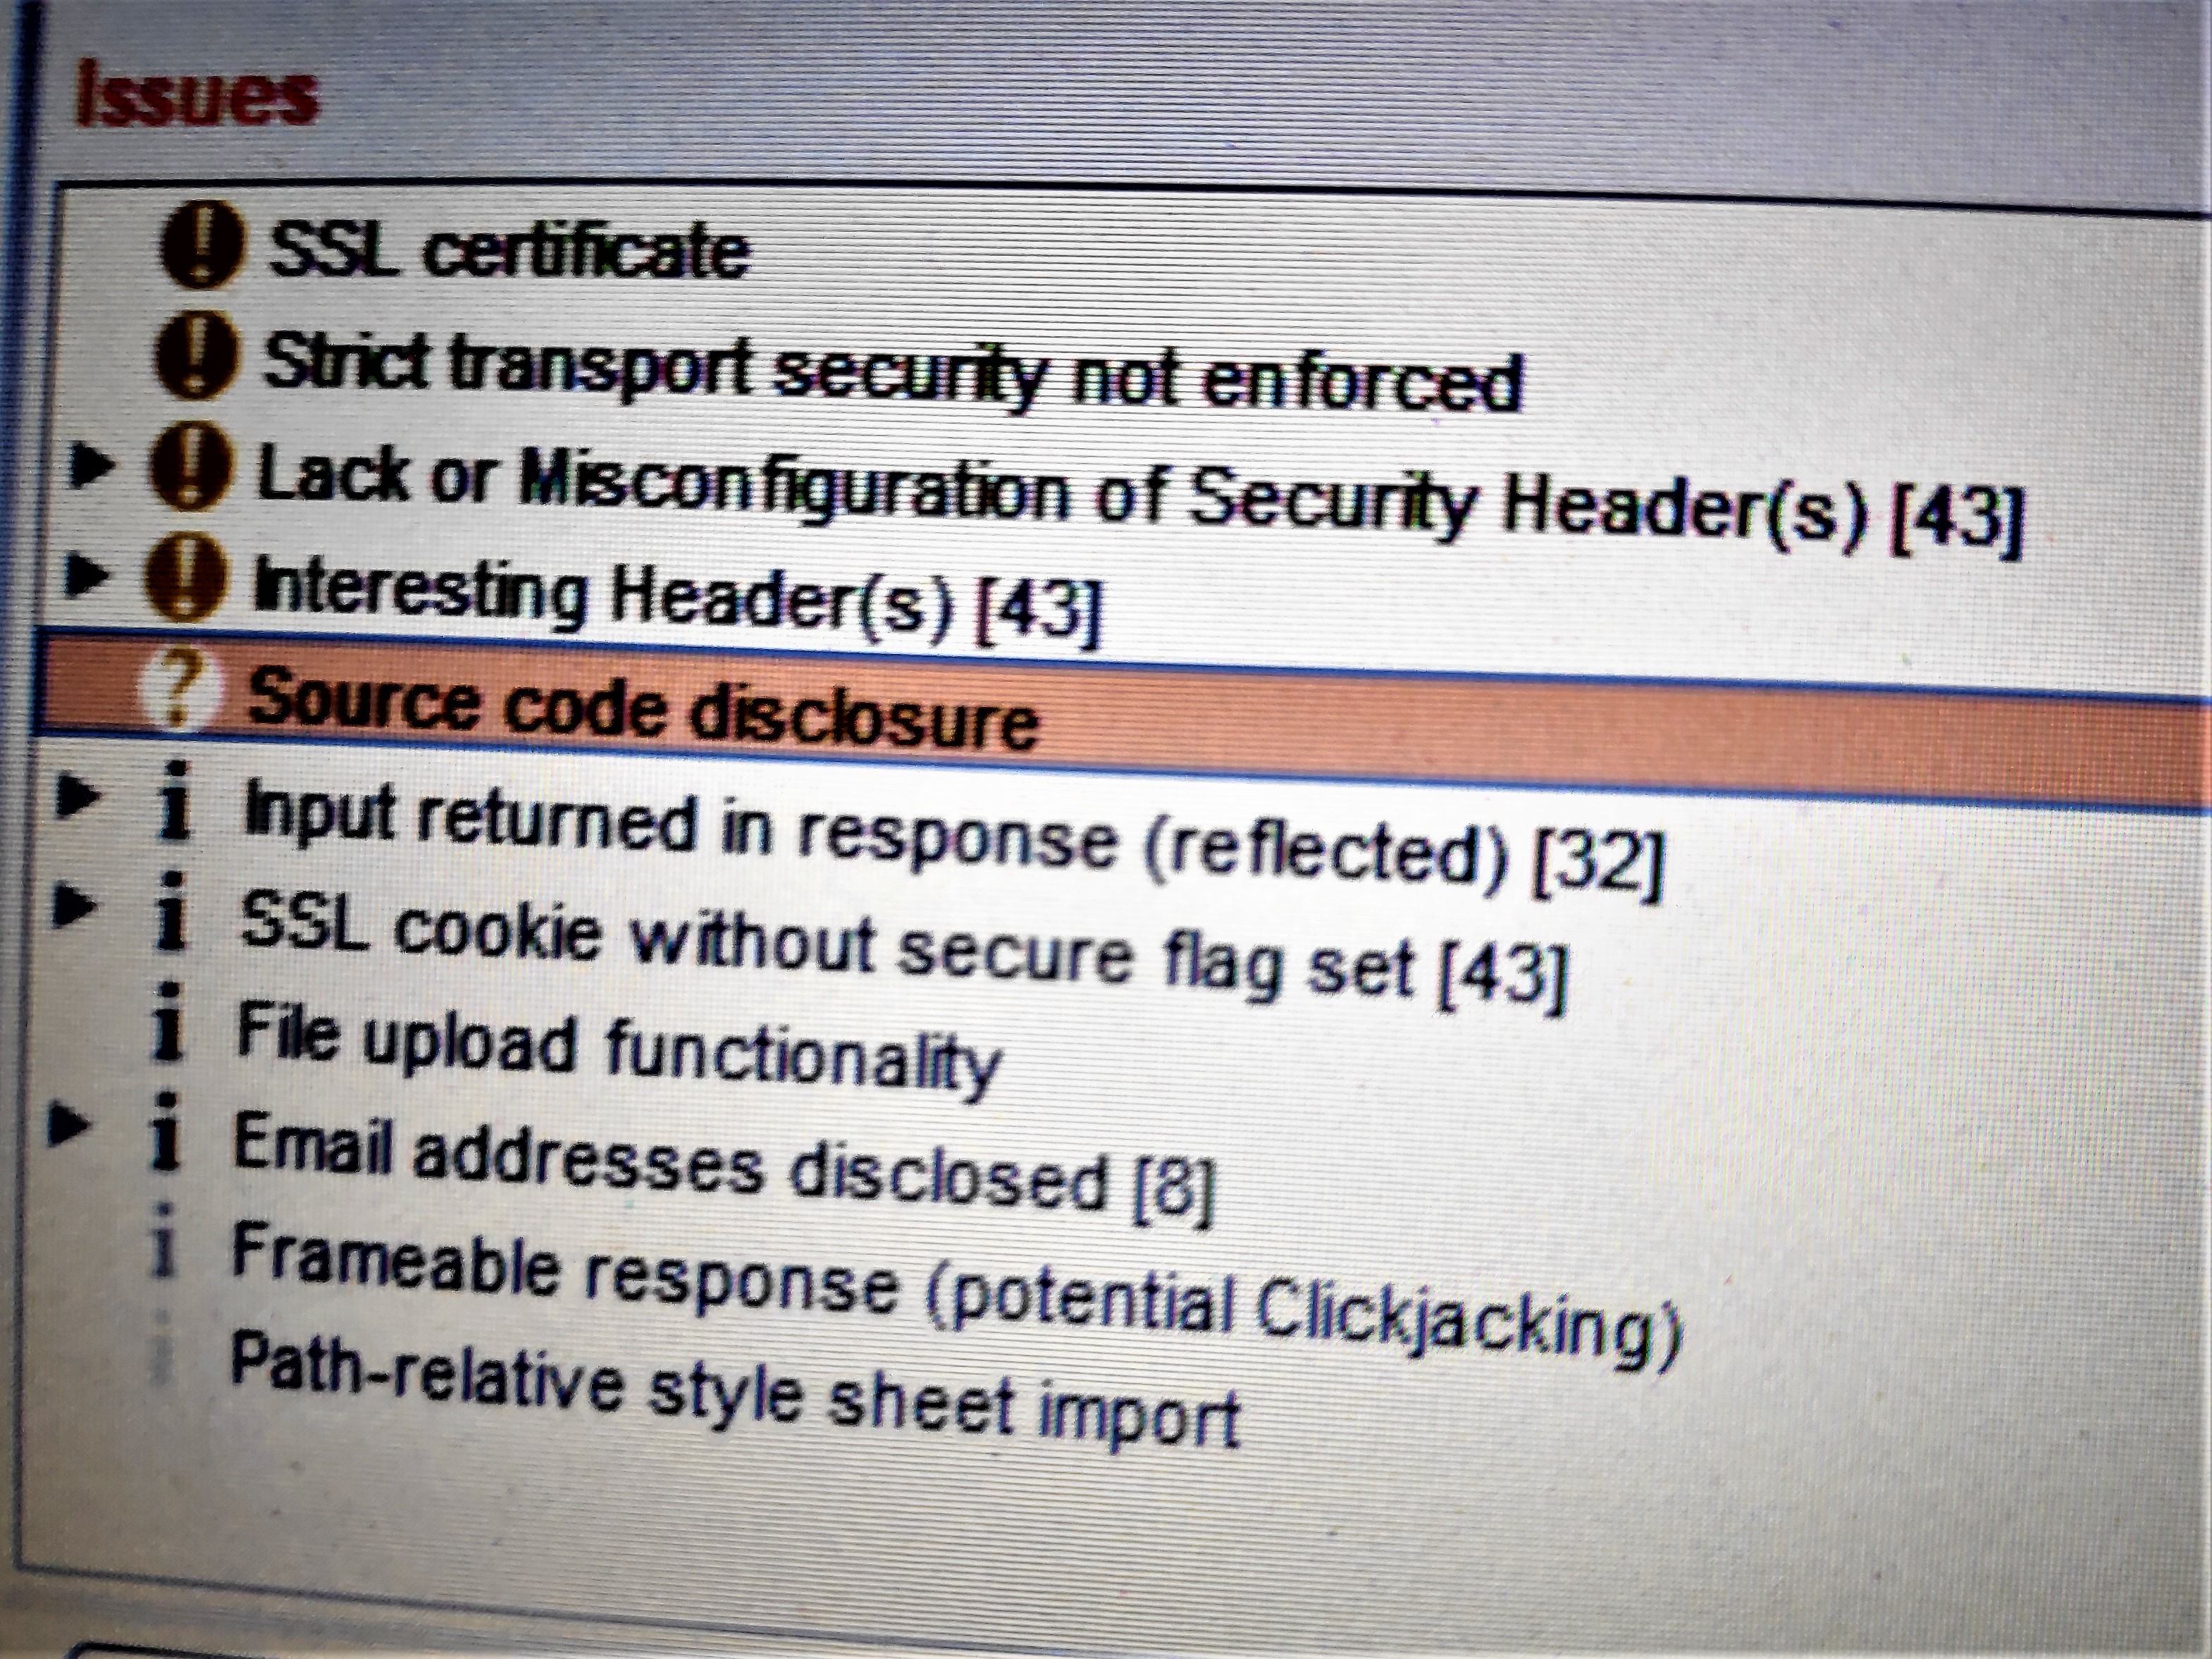 Issues
SSL certificate
Strict transport security not enforced
Lack or Misconfiguration of Security Header(s) [43]
Interesting Header(s) [43]
Source code disclosure
Input returned in response (reflected) [32]
SSL cookie without secure flag set [43]
File upload functionality
Email addresses disclosed [8]
Frameable response (potential Clickjacking)
Path-relative style sheet import